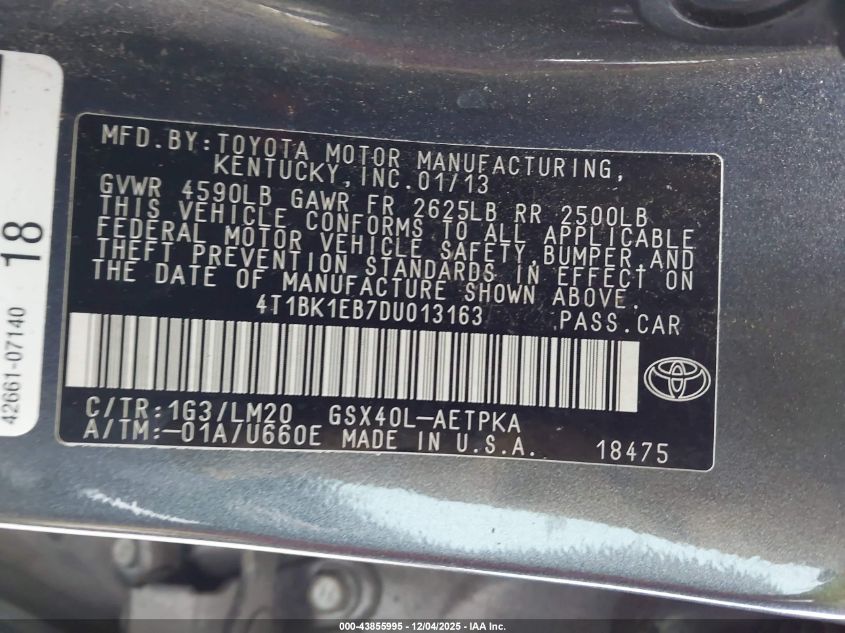 MFD.BY:TOYOTA MOTOR MANUFACTURING,
KENTUCKY,INC.01/13
GVWR 4590LB GAWR FR 2625LB RR 2500LB
THIS VEHICLE CONFORMS TO ALL APPLICABLE
FEDERAL MOTOR VEHICLE SAFETY,BUMPER,AND
THEFT PREVENTION STANDARDS IN EFFECT ON
THE DATE OF MANUFACTURE SHOWN ABOVE.
4T1BK1EB7DU013163 PASS.CAR
C/TR:1G3/LM20 GSX40L-AETPKA
A/TM:-01A/U660E MADE IN U.S.A. 18475
42661-07140 18
000-43855995 - 12/04/2025 - IAA Inc.